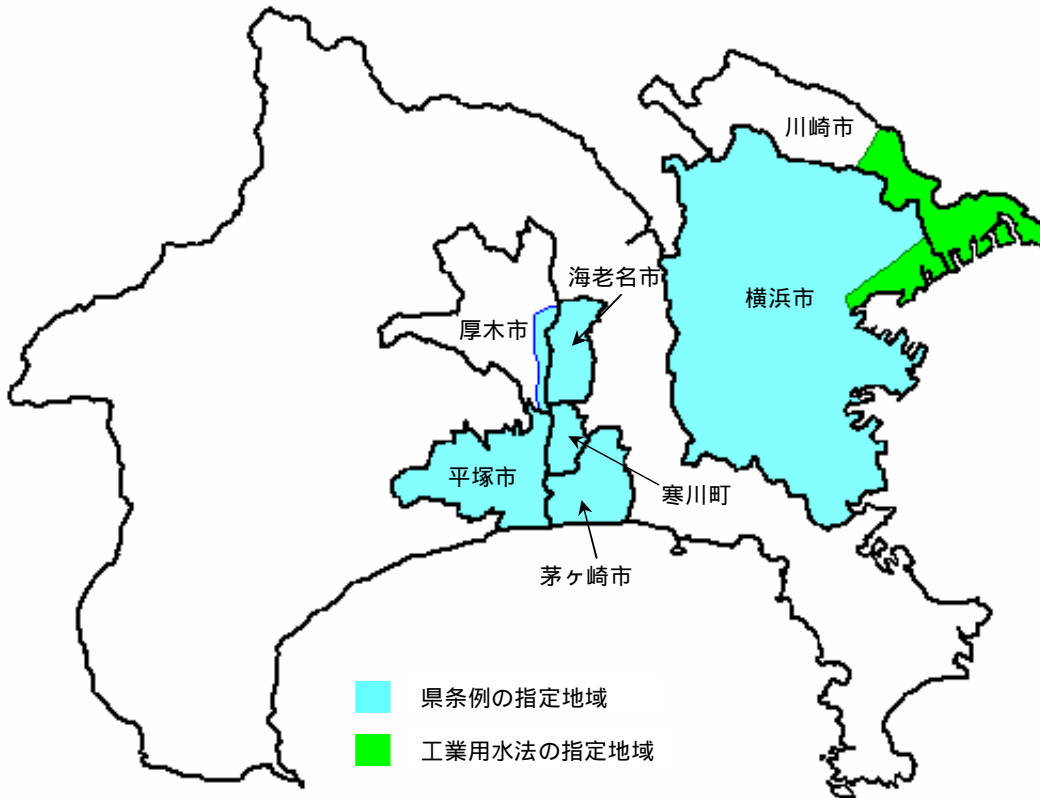 川崎市
海老名市
横浜市
厚木市
平塚市
寒川町
茅ヶ崎市
県条例の指定地域
工業用水法の指定地域